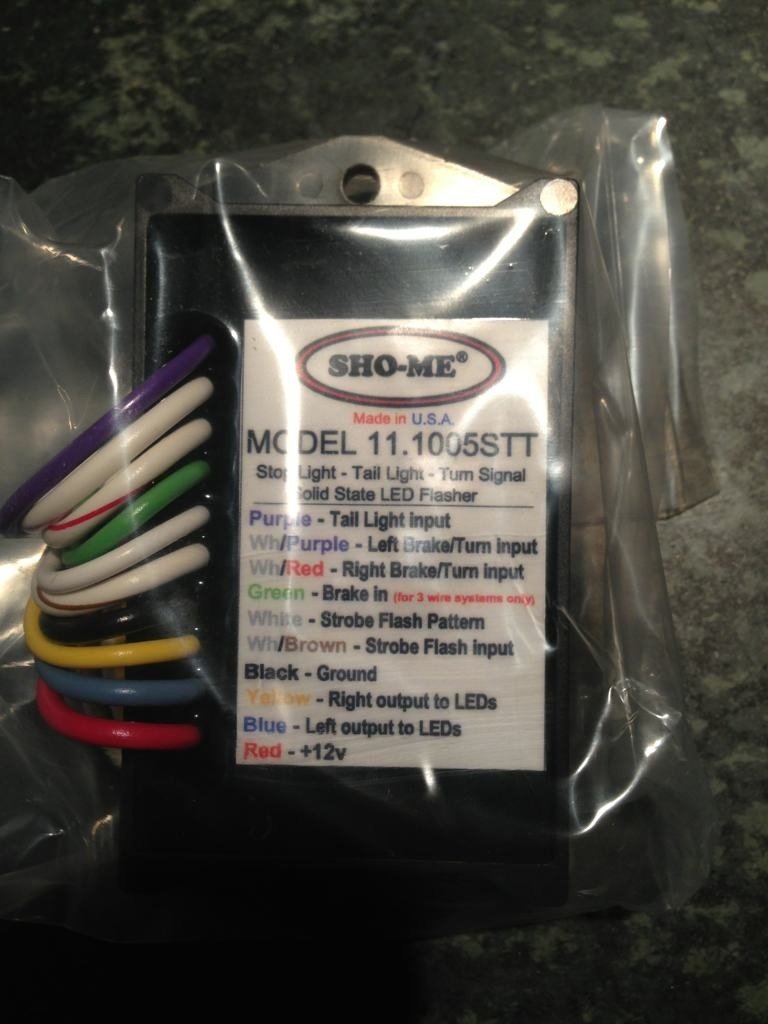 SHO-ME®
Made in U.S.A.
MODEL 11.1005STT
Stop Light - Tail Light - Turn Signal
Solid State LED Flasher
Purple - Tail Light input
Wh/Purple - Left Brake/Turn input
Wh/Red - Right Brake/Turn input
Green - Brake in (for 3 wire systems only)
White - Strobe Flash Pattern
Wh/Brown - Strobe Flash input
Black - Ground
Yellow - Right output to LEDs
Blue - Left output to LEDs
Red - +12v